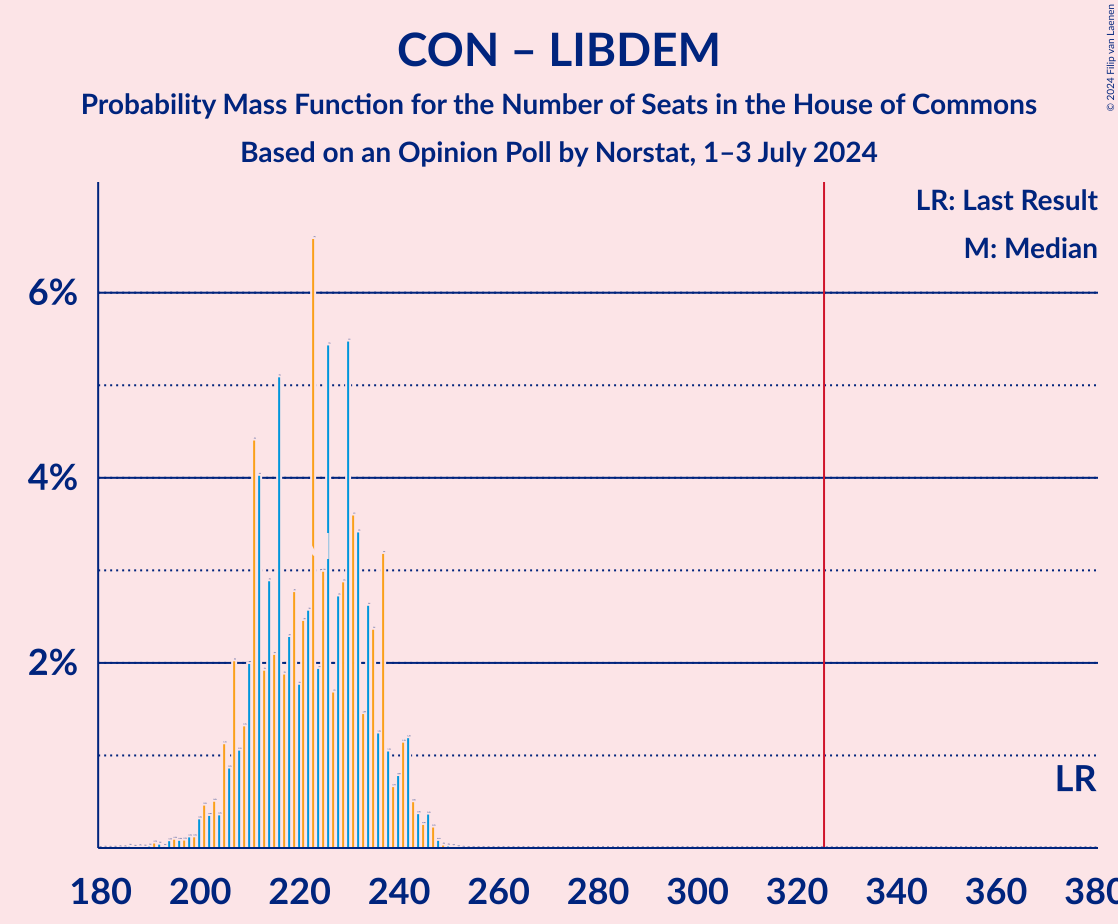 CON – LIBDEM
Probability Mass Function for the Number of Seats in the House of Commons
Based on an Opinion Poll by Norstat, 1–3 July 2024
© 2024 Filip van Laenen
LR: Last Result
M: Median
6%
4%
2%
LR
180 200 220 240 260 280 300 320 340 360 380